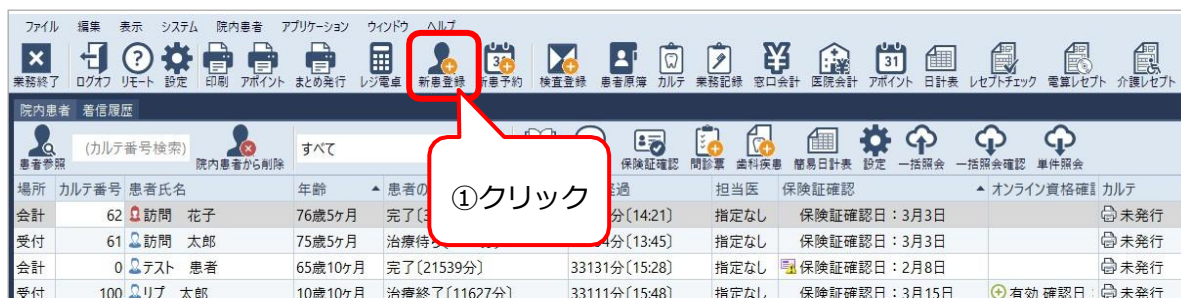 ファイル 編集 表示 システム 院内患者 アプリケーション ウィンドウ ヘルプ
業務終了 ログオフ リモート 設定 印刷 アポイント まとめ発行 レジ電卓 新患登録 新患予約 検査登録 患者原簿 カルテ 業務記録 窓口会計 医院会計 アポイント 日計表 レセプトチェック 電算レセプト 介護レセプト
院内患者 着信履歴
患者参照 (カルテ番号検索) 院内患者から削除 すべて 保険証確認 問診票 歯科疾患 簡易日計表 設定 一括照会 一括照会確認 単件照会
①クリック
場所 カルテ番号 患者氏名 年齢 患者の 過 担当医 保険証確認 オンライン資格確認 カルテ
会計 62 訪問 花子 76歳5ヶ月 完了[3 分[14:21] 指定なし 保険証確認日:3月3日 未発行
受付 61 訪問 太郎 75歳5ヶ月 治療待ち 4分[13:45] 指定なし 保険証確認日:3月3日 未発行
会計 0 テスト 患者 65歳10ヶ月 完了[21539分] 33131分[15:28] 指定なし 保険証確認日:2月8日 未発行
受付 100 リプ 太郎 10歳10ヶ月 治療終了[11627分] 33111分[15:48] 指定なし 保険証確認日:3月15日 有効 確認日: 未発行